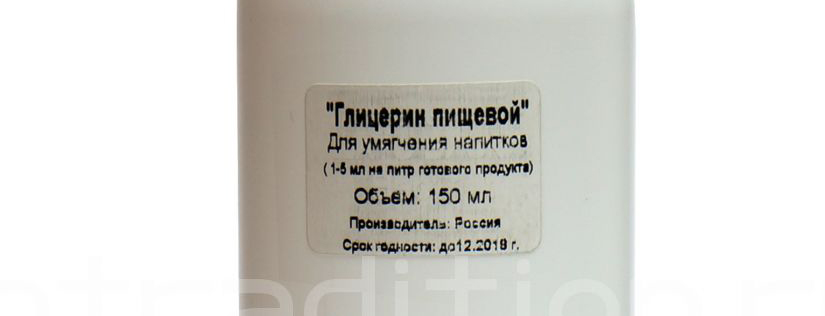 "Глицерин пищевой"
Для умягчения напитков
(1-5 мл на литр готового продукта)
Объем: 150 мл
Производитель: Россия
Срок годности: до12.2018 г.